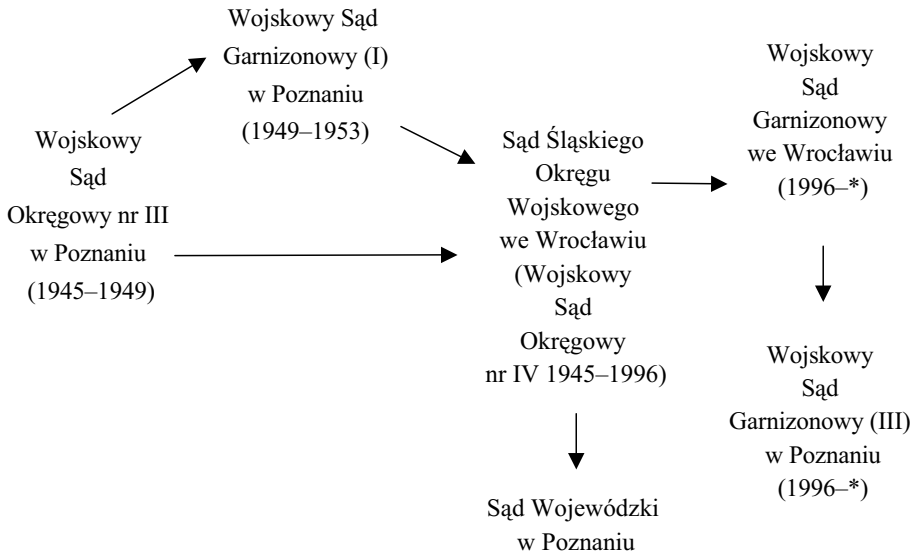 Wojskowy Sąd
Garnizonowy (I)
w Poznaniu
(1949–1953)
Wojskowy
Sąd
Okręgowy nr III
w Poznaniu
(1945–1949)
Sąd Śląskiego
Okręgu
Wojskowego
we Wrocławiu
(Wojskowy
Sąd
Okręgowy
nr IV 1945–1996)
Sąd Wojewódzki
w Poznaniu
Wojskowy
Sąd
Garnizonowy
we Wrocławiu
(1996–*)
Wojskowy
Sąd
Garnizonowy (III)
w Poznaniu
(1996–*)